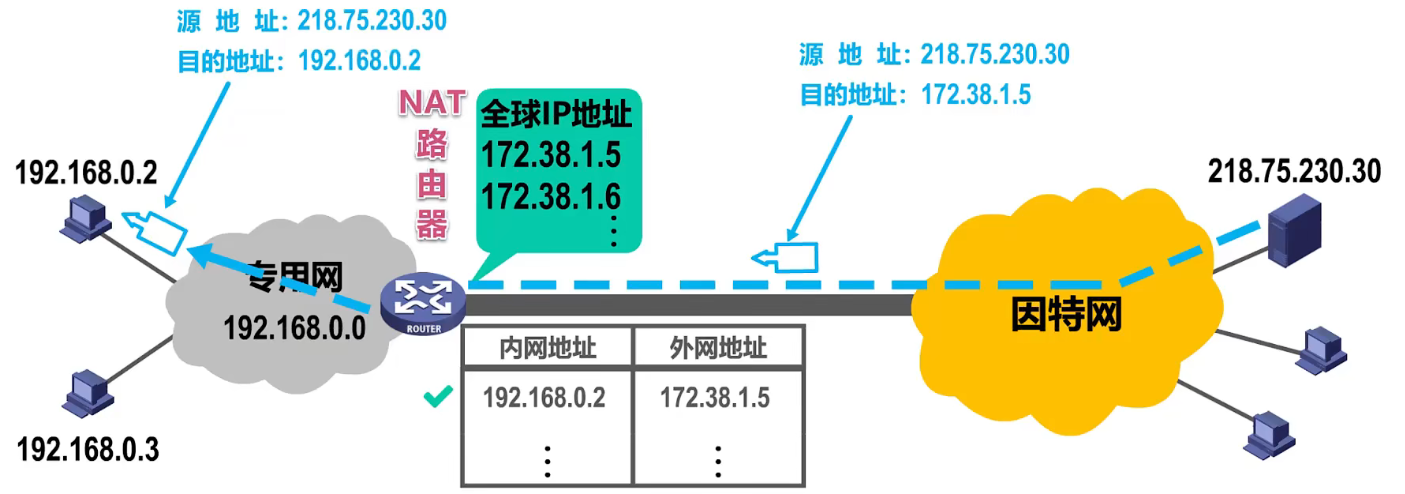 源 地 址：218.75.230.30
目的地址：192.168.0.2
源 地 址：218.75.230.30
目的地址：172.38.1.5
NAT
路
由
器
全球IP地址
172.38.1.5
172.38.1.6
⋮
192.168.0.2
218.75.230.30
专用网
192.168.0.0
ROUTER
因特网
内网地址 外网地址
192.168.0.2 172.38.1.5
⋮ ⋮
192.168.0.3